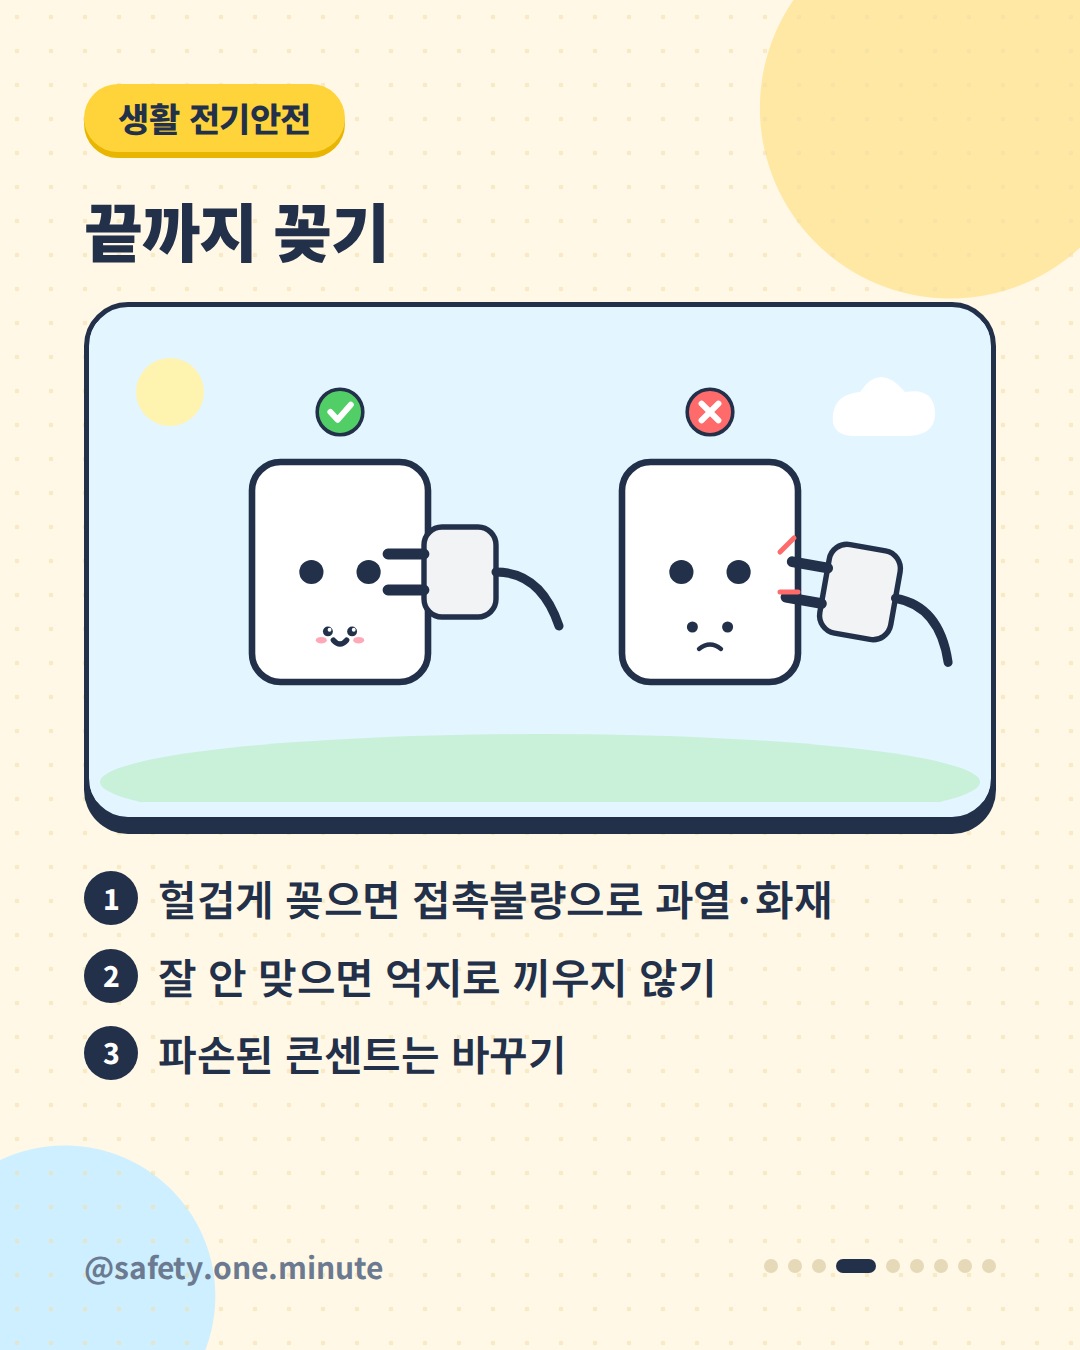 생활 전기안전
끝까지 꽂기
1 헐겁게 꽂으면 접촉불량으로 과열·화재
2 잘 안 맞으면 억지로 끼우지 않기
3 파손된 콘센트는 바꾸기
@safety.one.minute